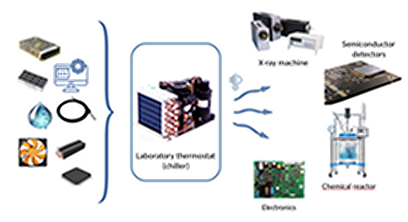 X-ray machine
Semiconductor
detectors
Laboratory thermostat
(chiller)
Chemical reactor
Electronics